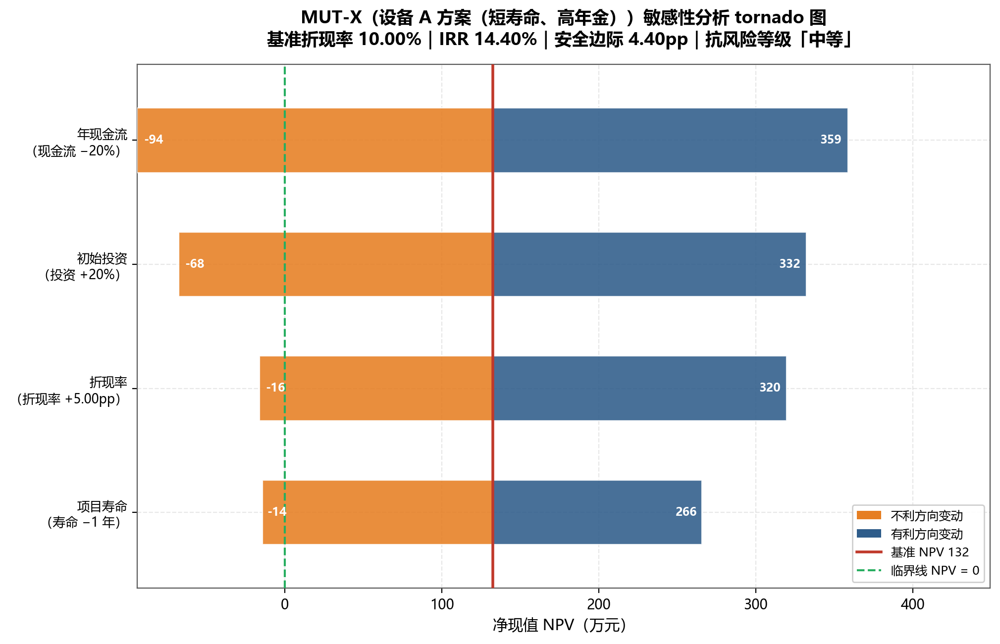 MUT-X（设备 A 方案（短寿命、高年金））敏感性分析 tornado 图
基准折现率 10.00%｜IRR 14.40%｜安全边际 4.40pp｜抗风险等级「中等」
年现金流
（现金流 −20%）
-94
359
初始投资
（投资 +20%）
-68
332
折现率
（折现率 +5.00pp）
-16
320
项目寿命
（寿命 −1 年）
-14
266
不利方向变动
有利方向变动
基准 NPV 132
临界线 NPV = 0
0
100
200
300
400
净现值 NPV（万元）